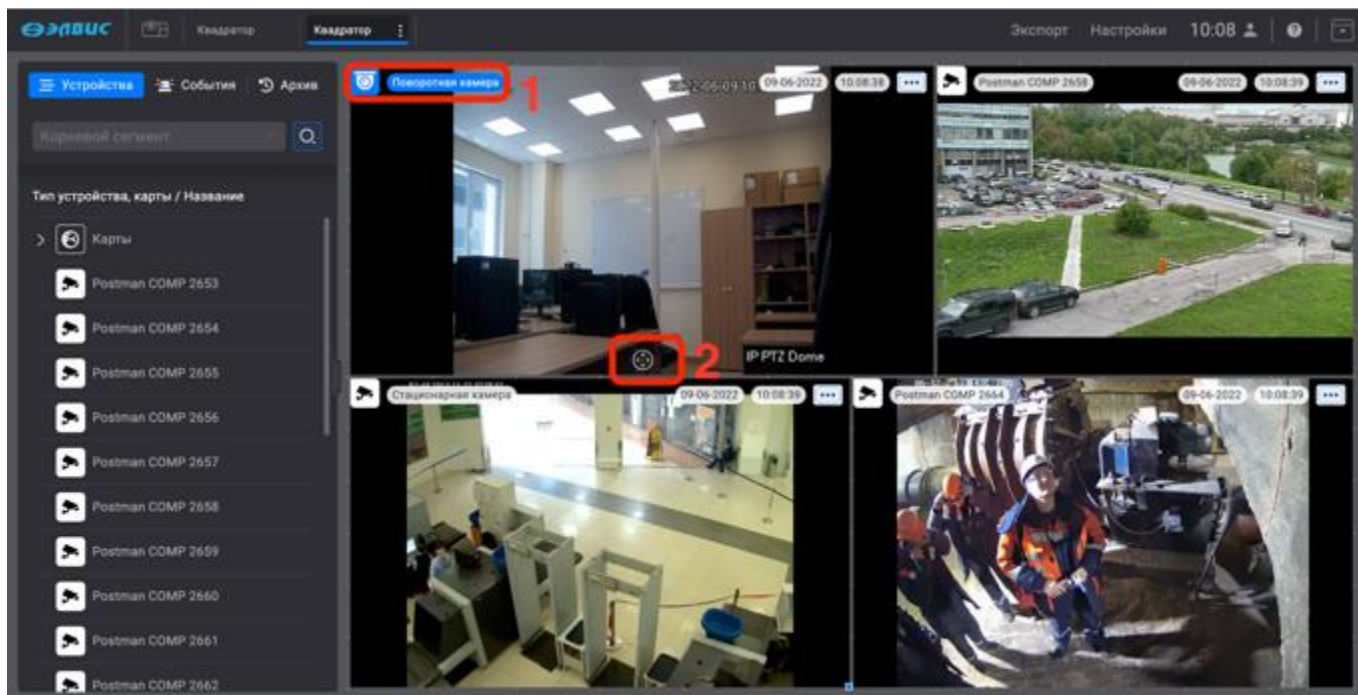 ЭЛВИС
Квадратор
Квадратор
Экспорт
Настройки
10:08
Устройства
События
Архив
Корневой сегмент
Тип устройства, карты / Название
Карты
Postman COMP 2653
Postman COMP 2654
Postman COMP 2655
Postman COMP 2656
Postman COMP 2657
Postman COMP 2658
Postman COMP 2659
Postman COMP 2660
Postman COMP 2661
Postman COMP 2662
Поворотная камера
1
2022-06-09 10
09-06-2022
10:08:38
2
IP PTZ Dome
Postman COMP 2658
09-06-2022
10:08:39
Стационарная камера
09-06-2022
10:08:39
Postman COMP 2664
09-06-2022
10:08:39